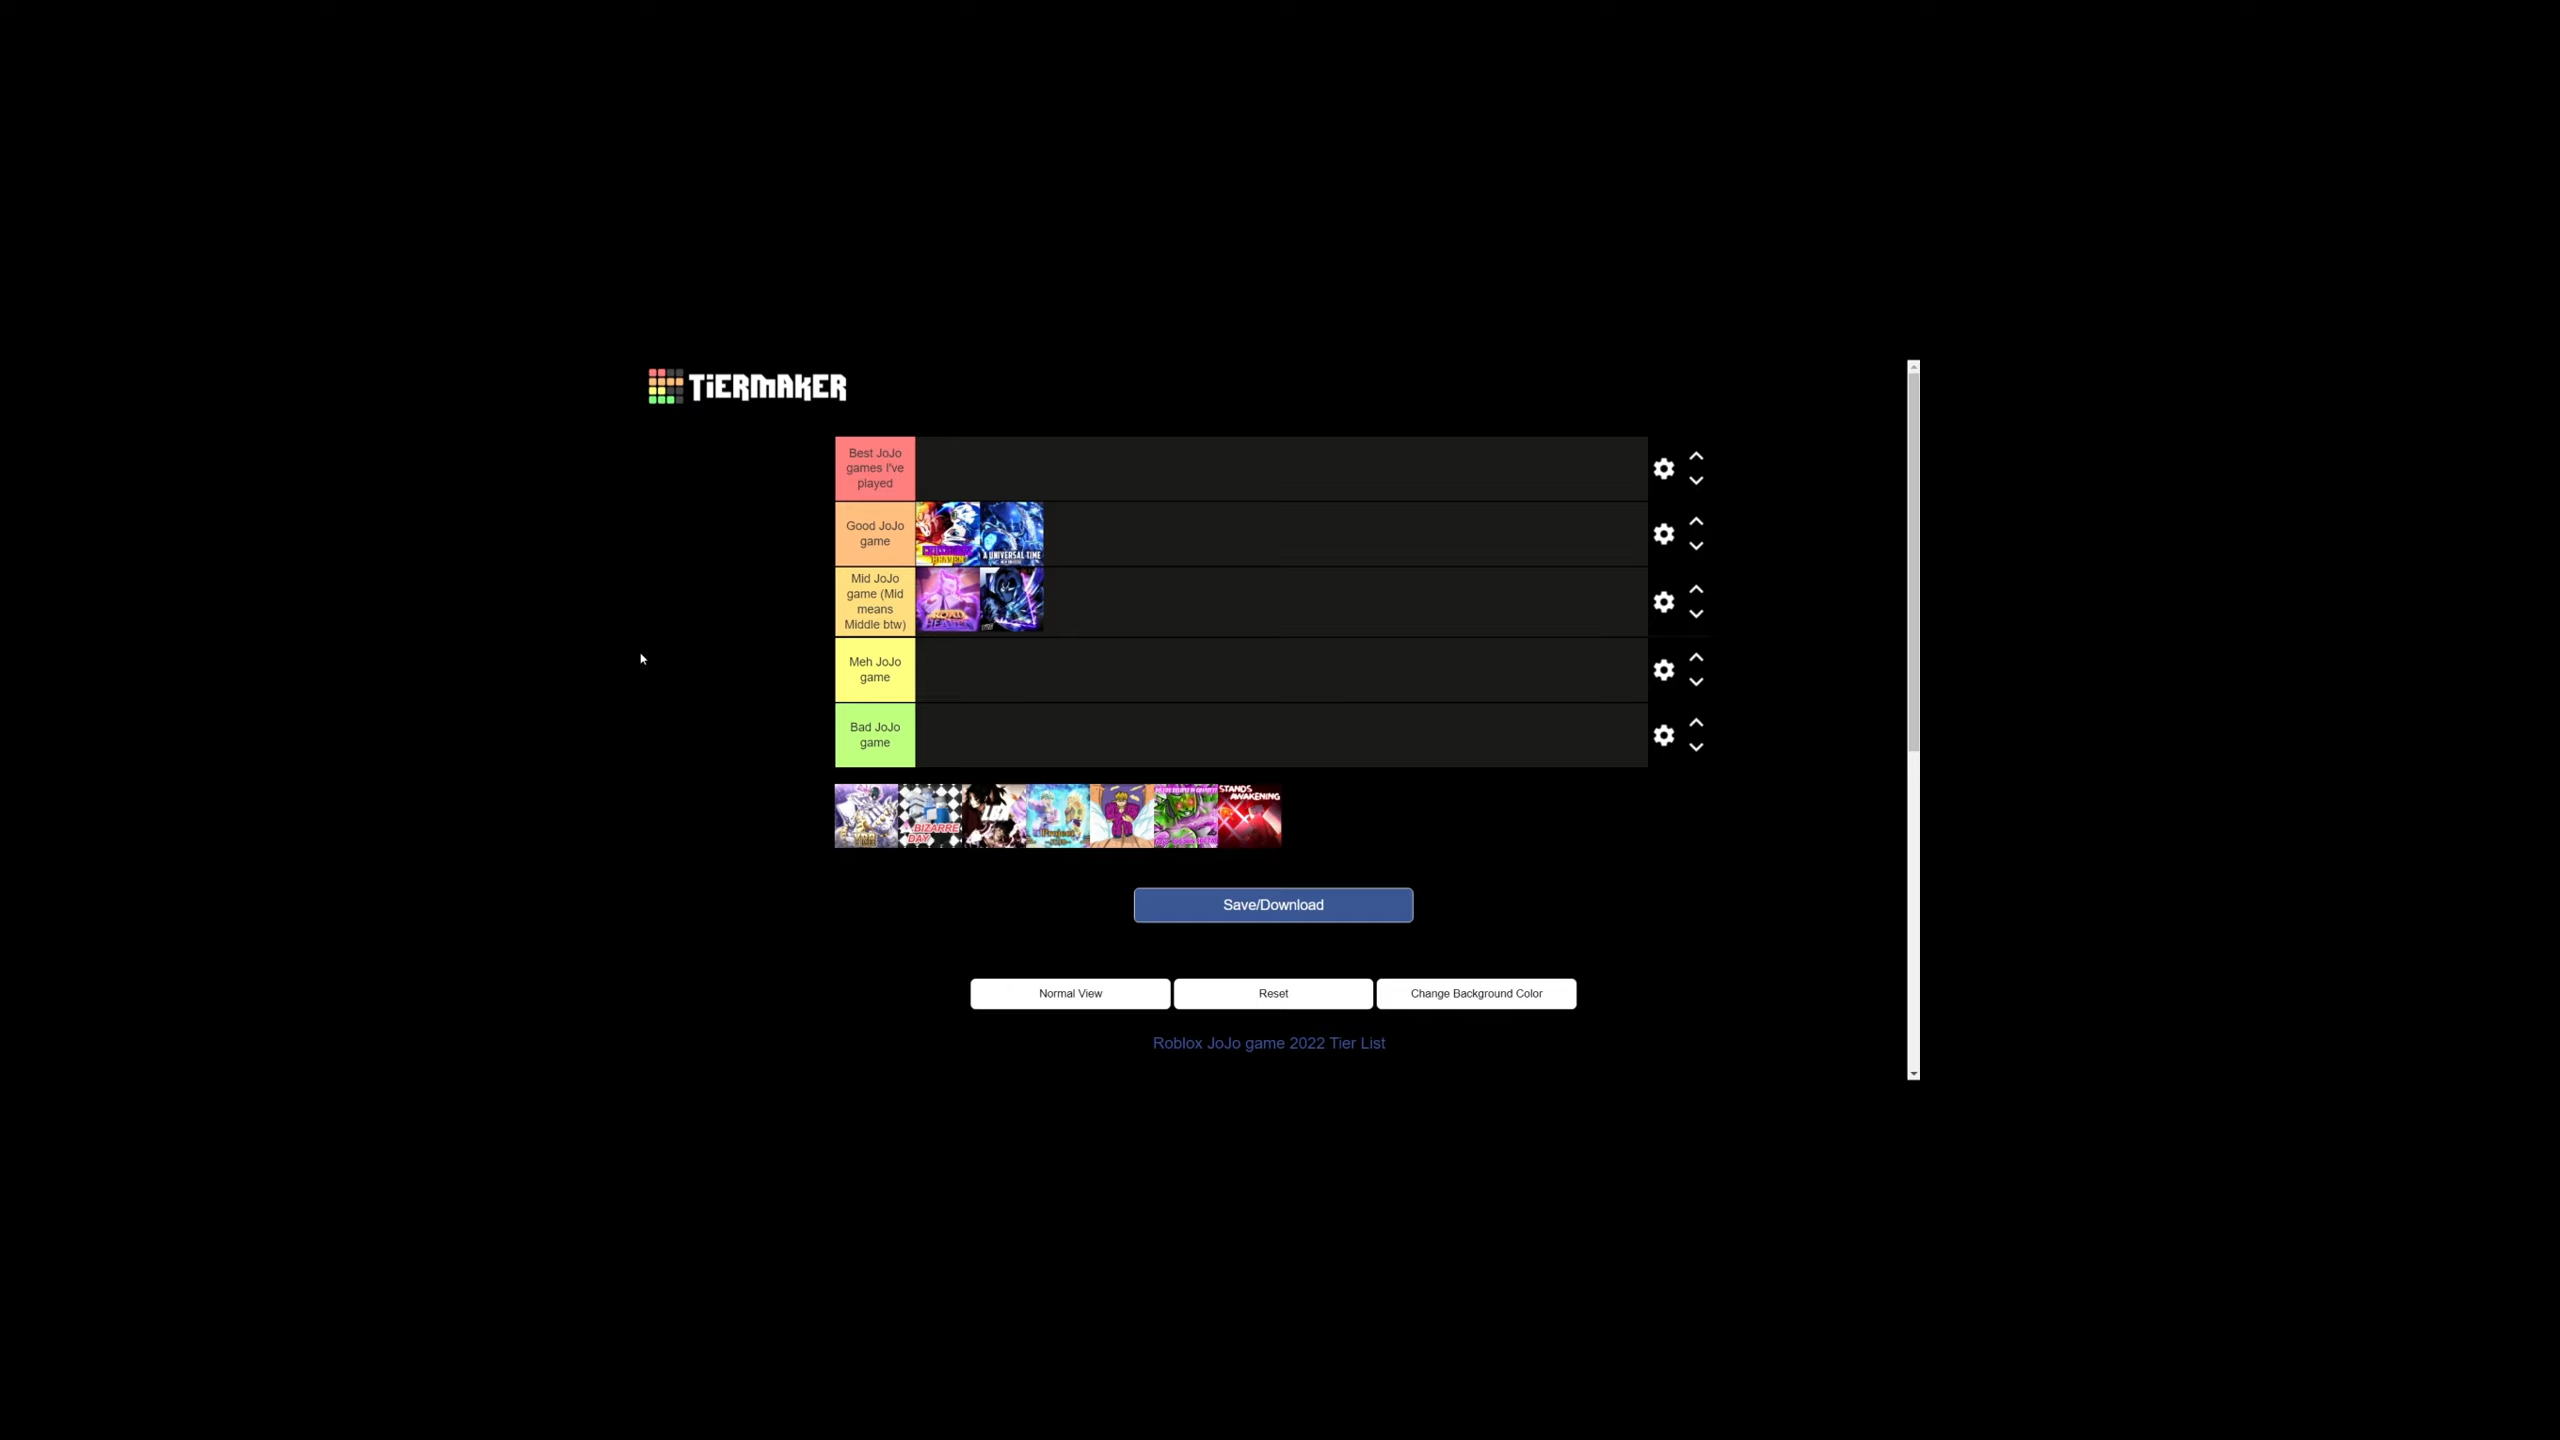 TiERMAKER
Best JoJo
games I've
played
Good JoJo
game
A UNIVERSAL TIME
Mid JoJo
game (Mid
means
Middle btw)
Meh JoJo
game
Bad JoJo
game
BIZARRE
DAY
Project
STANDS
AWAKENING
Save/Download
Normal View
Reset
Change Background Color
Roblox JoJo game 2022 Tier List